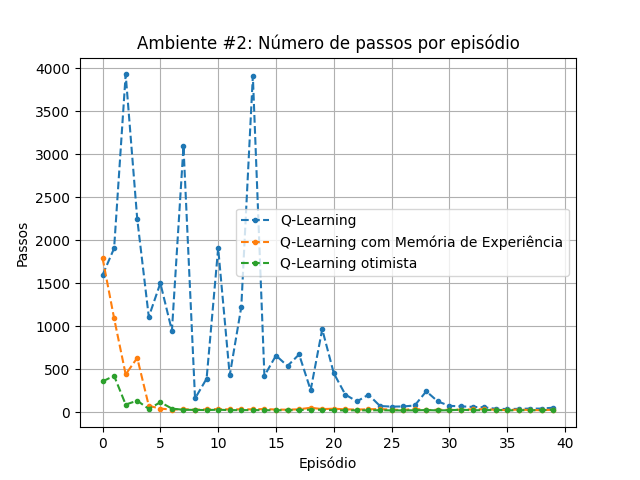 Ambiente #2: Número de passos por episódio
4000
3500
3000
2500
2000
1500
1000
500
0
Passos
Q-Learning
Q-Learning com Memória de Experiência
Q-Learning otimista
0 5 10 15 20 25 30 35 40
Episódio